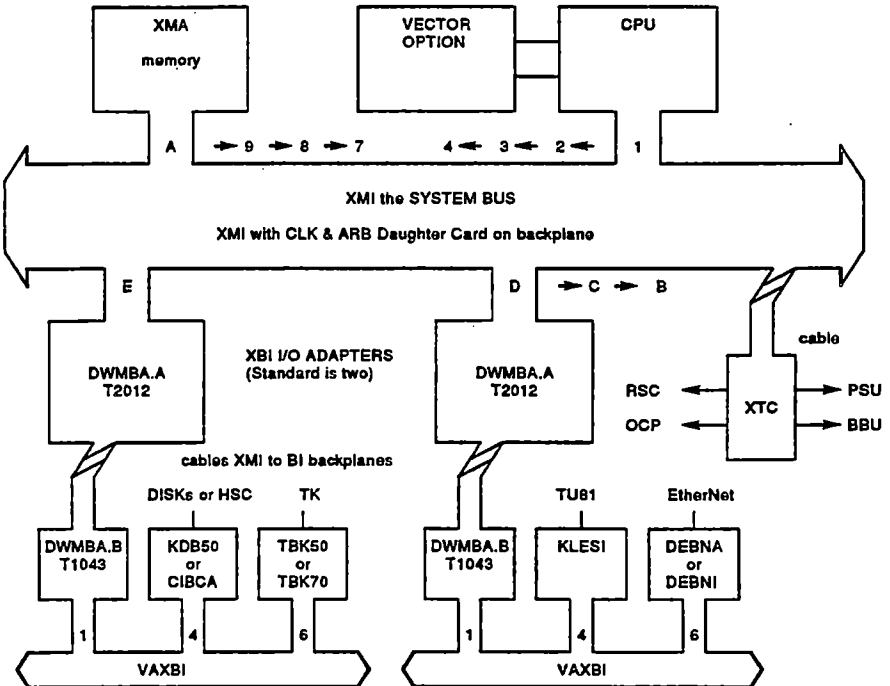 XMA
memory
VECTOR
OPTION
CPU
A → 9 → 8 → 7
4 ← 3 ← 2 ← 1
XMI the SYSTEM BUS
XMI with CLK & ARB Daughter Card on backplane
E
D → C → B
cable
DWMBA.A
T2012
XBI I/O ADAPTERS
(Standard is two)
DWMBA.A
T2012
RSC
OCP
XTC
PSU
BBU
cables XMI to BI backplanes
DISKs or HSC
TK
TU81
EtherNet
DWMBA.B
T1043
KDB50
or
CIBCA
TBK50
or
TBK70
DWMBA.B
T1043
KLESI
DEBNA
or
DEBNI
1
4
6
1
4
6
VAXBI
VAXBI